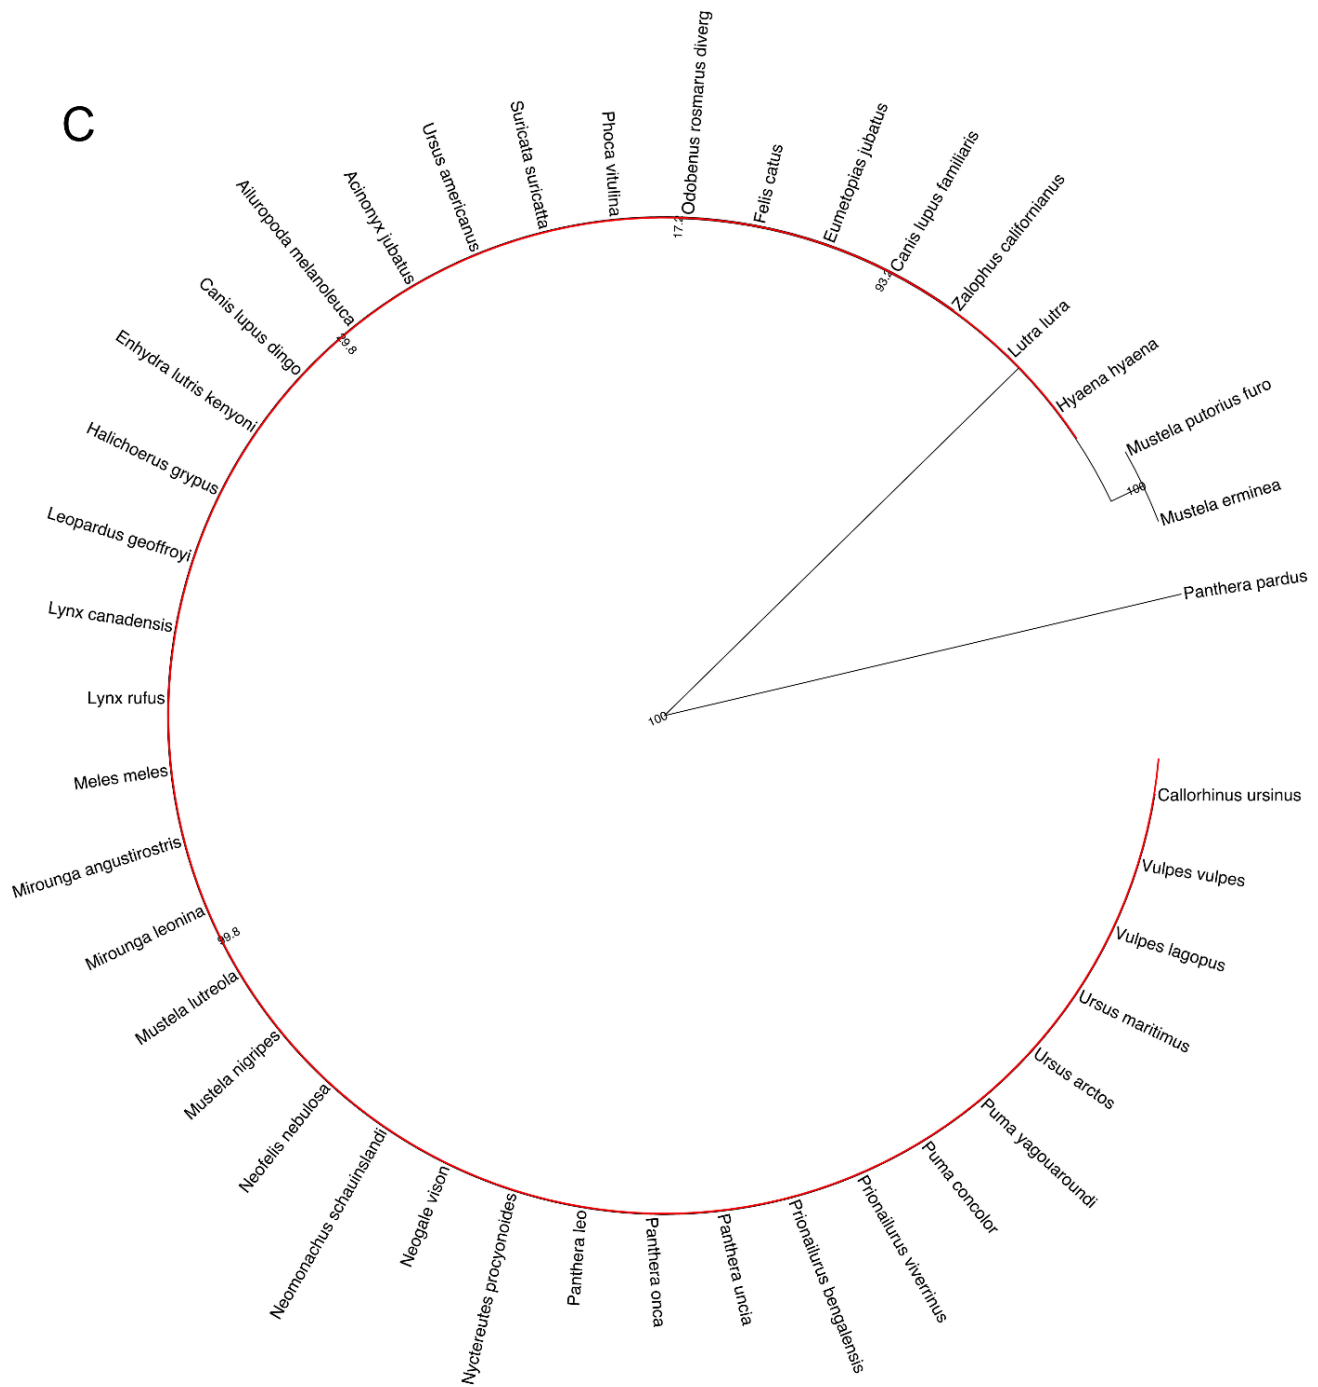 C
Odobenus rosmarus diverg
Felis catus
Eumetopias jubatus
Canis lupus familiaris
Zalophus californianus
Lutra lutra
Hyaena hyaena
Mustela putorius furo
100
Mustela erminea
Panthera pardus
100
Callorhinus ursinus
Vulpes vulpes
Vulpes lagopus
Ursus maritimus
Ursus arctos
Puma yagouaroundi
Puma concolor
Prionailurus viverrinus
Prionailurus bengalensis
Panthera uncia
Panthera onca
Panthera leo
Nyctereutes procyonoides
Neogale vison
Neomonachus schauinslandi
Neofelis nebulosa
Mustela nigripes
Mustela lutreola
99.8
Mirounga leonina
Mirounga angustirostris
Meles meles
Lynx rufus
Lynx canadensis
Leopardus geoffroyi
Halichoerus grypus
Enhydra lutris kenyoni
Canis lupus dingo
29.8
Ailuropoda melanoleuca
Acinonyx jubatus
Ursus americanus
Suricata suricatta
Phoca vitulina